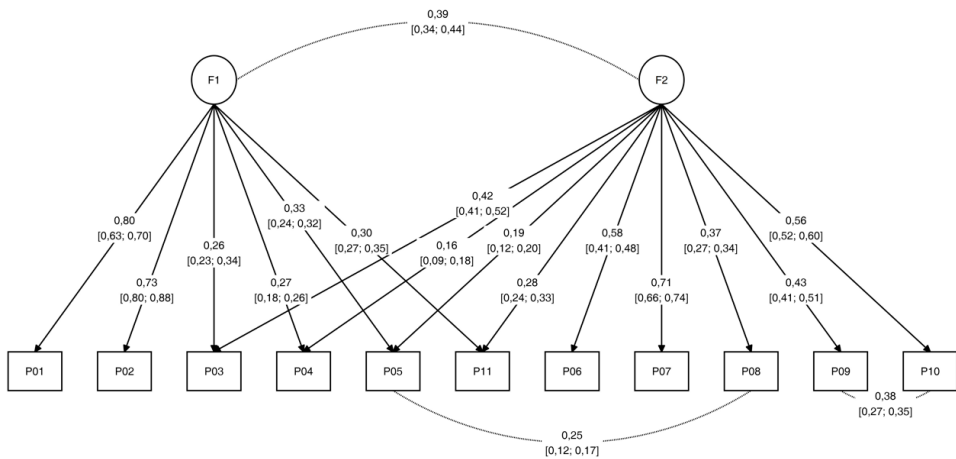 0,39
[0,34; 0,44]
F1
F2
0,42
[0,41; 0,52]
0,33
[0,24; 0,32]
0,80
[0,63; 0,70]
0,30
[0,27; 0,35]
0,19
[0,12; 0,20]
0,58
[0,41; 0,48]
0,37
[0,27; 0,34]
0,56
[0,52; 0,60]
0,26
[0,23; 0,34]
0,16
[0,09; 0,18]
0,73
[0,80; 0,88]
0,27
[0,18; 0,26]
0,28
[0,24; 0,33]
0,71
[0,66; 0,74]
0,43
[0,41; 0,51]
P01
P02
P03
P04
P05
P11
P06
P07
P08
P09
P10
0,38
[0,27; 0,35]
0,25
[0,12; 0,17]